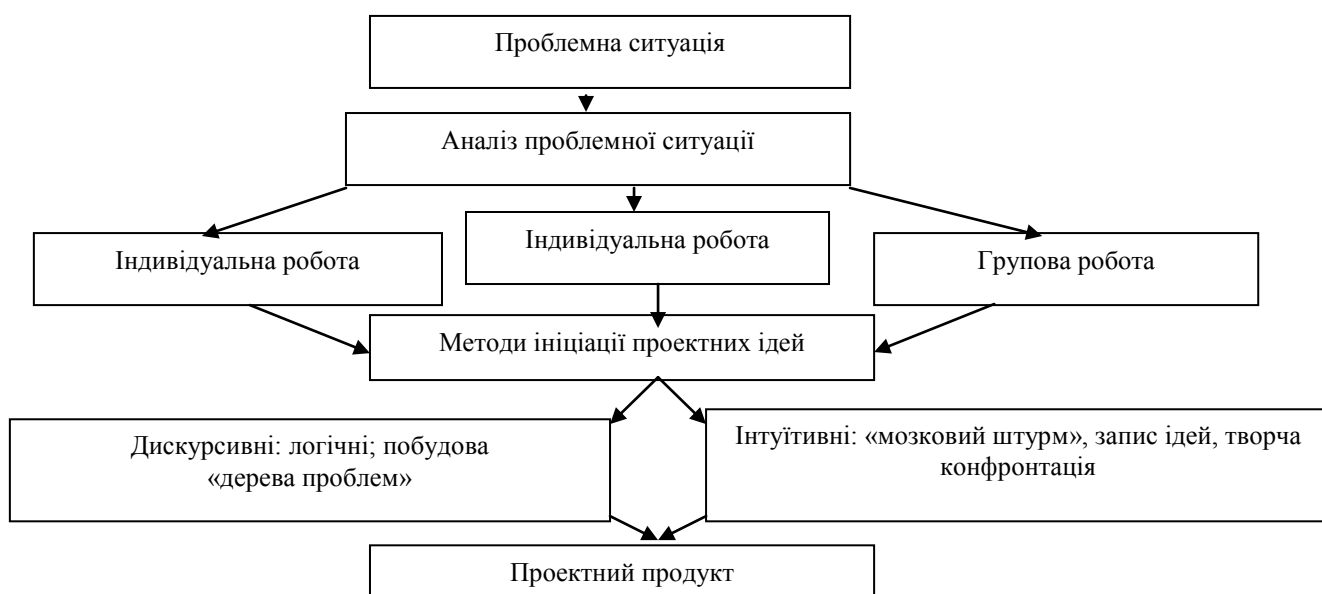 Проблемна ситуація
Аналіз проблемної ситуації
Індивідуальна робота
Індивідуальна робота
Групова робота
Методи ініціації проектних ідей
Дискурсивні: логічні; побудова
«дерева проблем»
Інтуїтивні: «мозковий штурм», запис ідей, творча
конфронтація
Проектний продукт